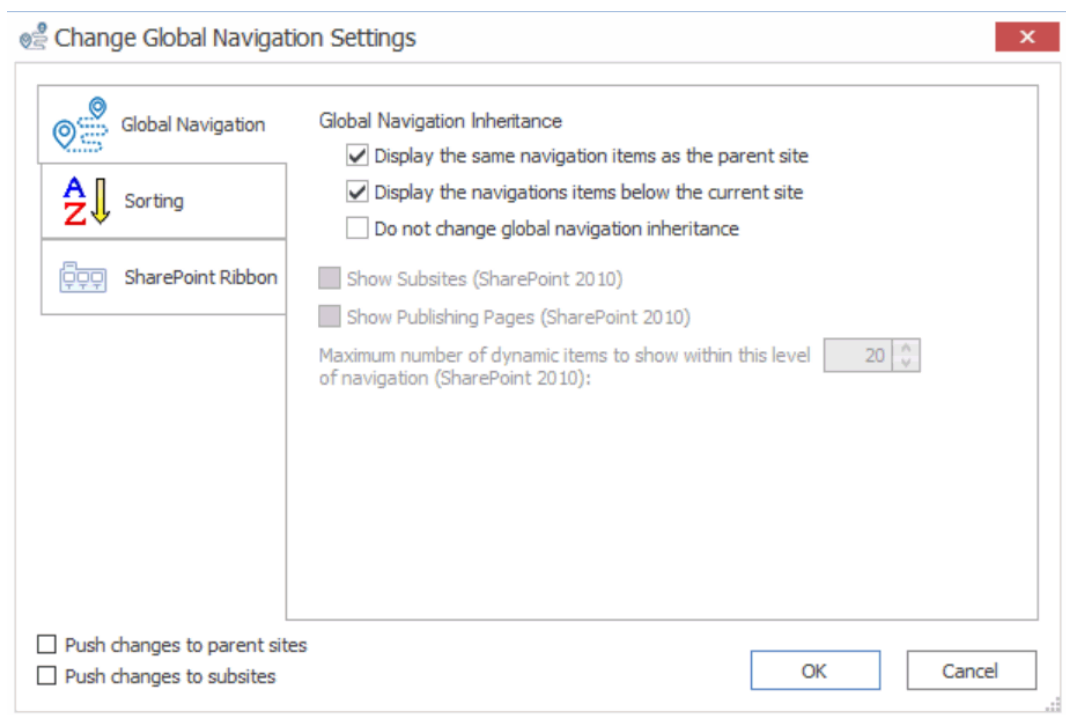 Change Global Navigation Settings
Global Navigation
Sorting
SharePoint Ribbon
Global Navigation Inheritance
Display the same navigation items as the parent site
Display the navigations items below the current site
Do not change global navigation inheritance
Show Subsites (SharePoint 2010)
Show Publishing Pages (SharePoint 2010)
Maximum number of dynamic items to show within this level
of navigation (SharePoint 2010):
20
Push changes to parent sites
Push changes to subsites
OK
Cancel